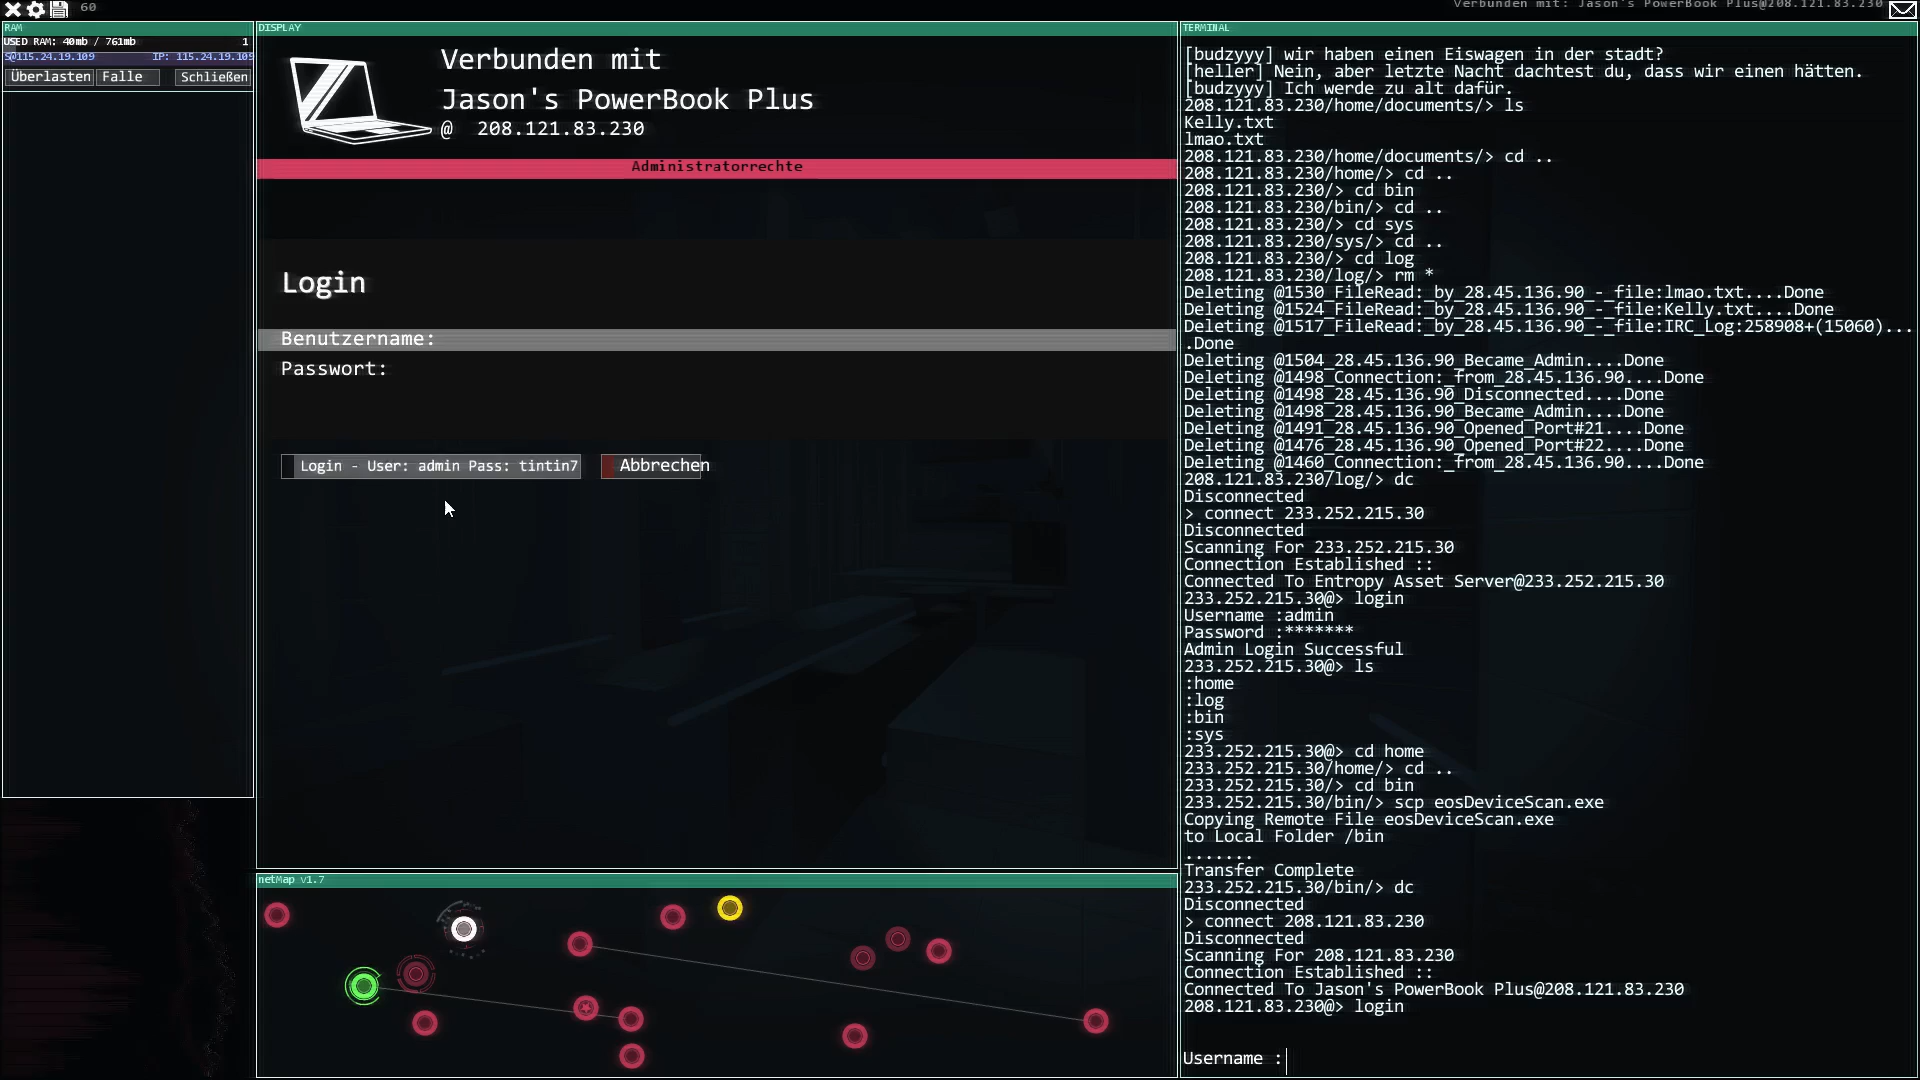 60
Verbunden mit: Jason's PowerBook Plus@208.121.83.230
RAM
USED RAM: 40mb / 761mb 1
S@115.24.19.109 IP: 115.24.19.109
Überlasten Falle Schließen
DISPLAY
Verbunden mit
Jason's PowerBook Plus
@ 208.121.83.230
Administratorrechte
Login
Benutzername:
Passwort:
Login - User: admin Pass: tintin7
Abbrechen
netMap v1.7
TERMINAL
[budzyyy] wir haben einen Eiswagen in der stadt?
[heller] Nein, aber letzte Nacht dachtest du, dass wir einen hätten.
[budzyyy] Ich werde zu alt dafür.
208.121.83.230/home/documents/> ls
Kelly.txt
lmao.txt
208.121.83.230/home/documents/> cd ..
208.121.83.230/home/> cd ..
208.121.83.230/> cd bin
208.121.83.230/bin/> cd ..
208.121.83.230/> cd sys
208.121.83.230/sys/> cd ..
208.121.83.230/> cd log
208.121.83.230/log/> rm *
Deleting @1530_FileRead:_by_28.45.136.90_-_file:lmao.txt....Done
Deleting @1524_FileRead:_by_28.45.136.90_-_file:Kelly.txt....Done
Deleting @1517_FileRead:_by_28.45.136.90_-_file:IRC_Log:258908+(15060)...
.Done
Deleting @1504_28.45.136.90_Became_Admin....Done
Deleting @1498_Connection:_from_28.45.136.90....Done
Deleting @1498_28.45.136.90_Disconnected....Done
Deleting @1498_28.45.136.90_Became_Admin....Done
Deleting @1491_28.45.136.90_Opened_Port#21....Done
Deleting @1476_28.45.136.90_Opened_Port#22....Done
Deleting @1460_Connection:_from_28.45.136.90....Done
208.121.83.230/log/> dc
Disconnected
> connect 233.252.215.30
Disconnected
Scanning For 233.252.215.30
Connection Established ::
Connected To Entropy Asset Server@233.252.215.30
233.252.215.30@> login
Username :admin
Password :*******
Admin Login Successful
233.252.215.30@> ls
:home
:log
:bin
:sys
233.252.215.30@> cd home
233.252.215.30/home/> cd ..
233.252.215.30/> cd bin
233.252.215.30/bin/> scp eosDeviceScan.exe
Copying Remote File eosDeviceScan.exe
to Local Folder /bin
.......
Transfer Complete
233.252.215.30/bin/> dc
Disconnected
> connect 208.121.83.230
Disconnected
Scanning For 208.121.83.230
Connection Established ::
Connected To Jason's PowerBook Plus@208.121.83.230
208.121.83.230@> login
Username :